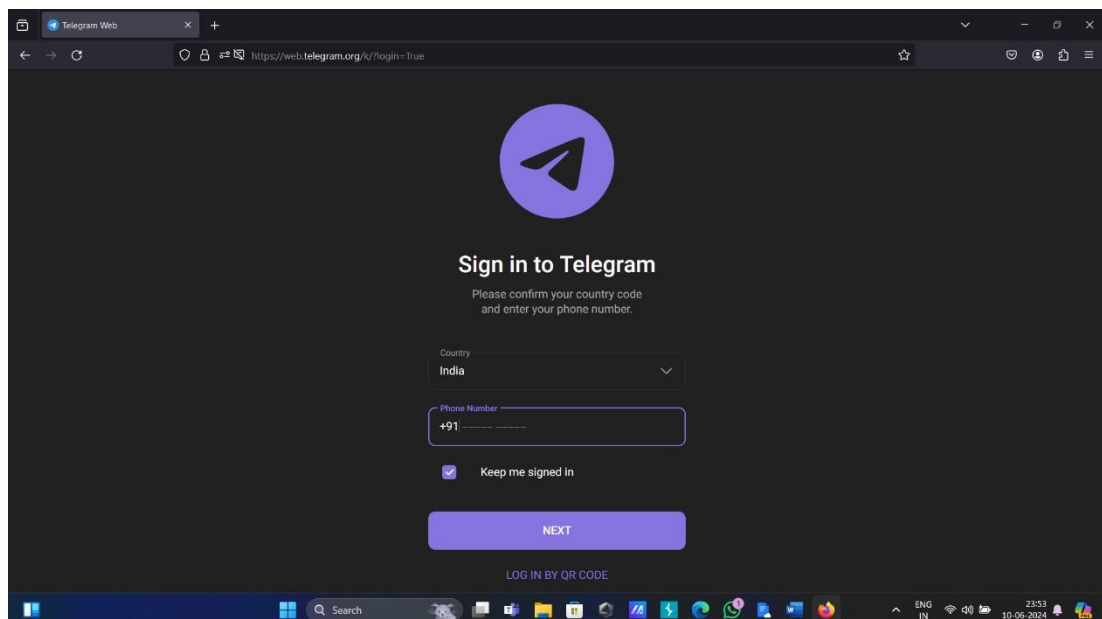 Telegram Web
https://web.telegram.org/k/?login=True
Sign in to Telegram
Please confirm your country code
and enter your phone number.
Country
India
Phone Number
+91
Keep me signed in
NEXT
LOG IN BY QR CODE
Search
1
ENG
IN
23:53
10-06-2024